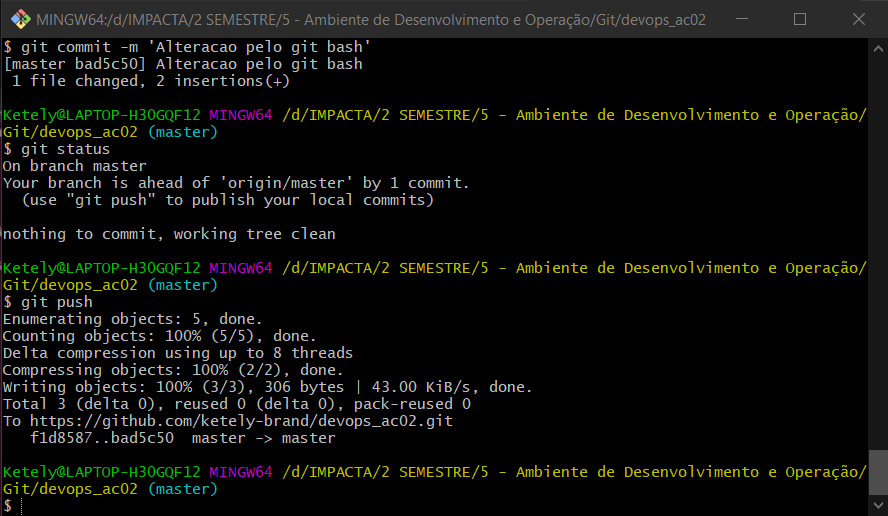 MINGW64:/d/IMPACTA/2 SEMESTRE/5 - Ambiente de Desenvolvimento e Operação/Git/devops_ac02
$ git commit -m 'Alteracao pelo git bash'
[master bad5c50] Alteracao pelo git bash
 1 file changed, 2 insertions(+)
Ketely@LAPTOP-H3OGQF12 MINGW64 /d/IMPACTA/2 SEMESTRE/5 - Ambiente de Desenvolvimento e Operação/
Git/devops_ac02 (master)
$ git status
On branch master
Your branch is ahead of 'origin/master' by 1 commit.
  (use "git push" to publish your local commits)
nothing to commit, working tree clean
Ketely@LAPTOP-H3OGQF12 MINGW64 /d/IMPACTA/2 SEMESTRE/5 - Ambiente de Desenvolvimento e Operação/
Git/devops_ac02 (master)
$ git push
Enumerating objects: 5, done.
Counting objects: 100% (5/5), done.
Delta compression using up to 8 threads
Compressing objects: 100% (2/2), done.
Writing objects: 100% (3/3), 306 bytes | 43.00 KiB/s, done.
Total 3 (delta 0), reused 0 (delta 0), pack-reused 0
To https://github.com/ketely-brand/devops_ac02.git
   f1d8587..bad5c50  master -> master
Ketely@LAPTOP-H3OGQF12 MINGW64 /d/IMPACTA/2 SEMESTRE/5 - Ambiente de Desenvolvimento e Operação/
Git/devops_ac02 (master)
$